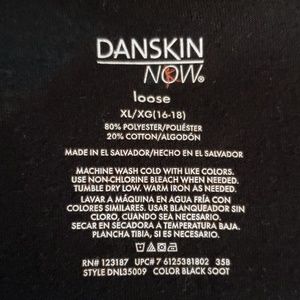 DANSKIN
NOW®
loose
XL/XG(16-18)
80% POLYESTER/POLIÉSTER
20% COTTON/ALGODÓN
MADE IN EL SALVADOR/HECHO EN EL SALVADOR
MACHINE WASH COLD WITH LIKE COLORS.
USE NON-CHLORINE BLEACH WHEN NEEDED.
TUMBLE DRY LOW. WARM IRON AS NEEDED.
LAVAR A MÁQUINA EN AGUA FRÍA CON
COLORES SIMILARES. USAR BLANQUEADOR SIN
CLORO, CUANDO SEA NECESARIO.
SECAR EN SECADORA A TEMPERATURA BAJA.
PLANCHA TIBIA, SI ES NECESARIO.
RN# 123187 UPC# 7 6125381802 35B
STYLE DNL35009 COLOR BLACK SOOT